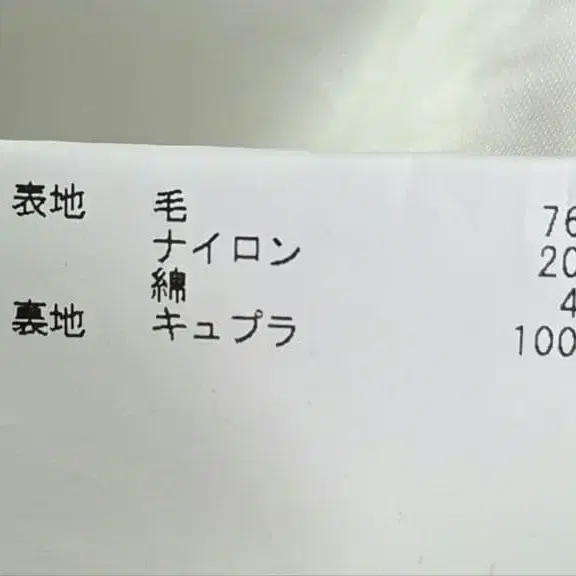 表地 毛 76
ナイロン 20
綿 4
裏地 キュプラ 100